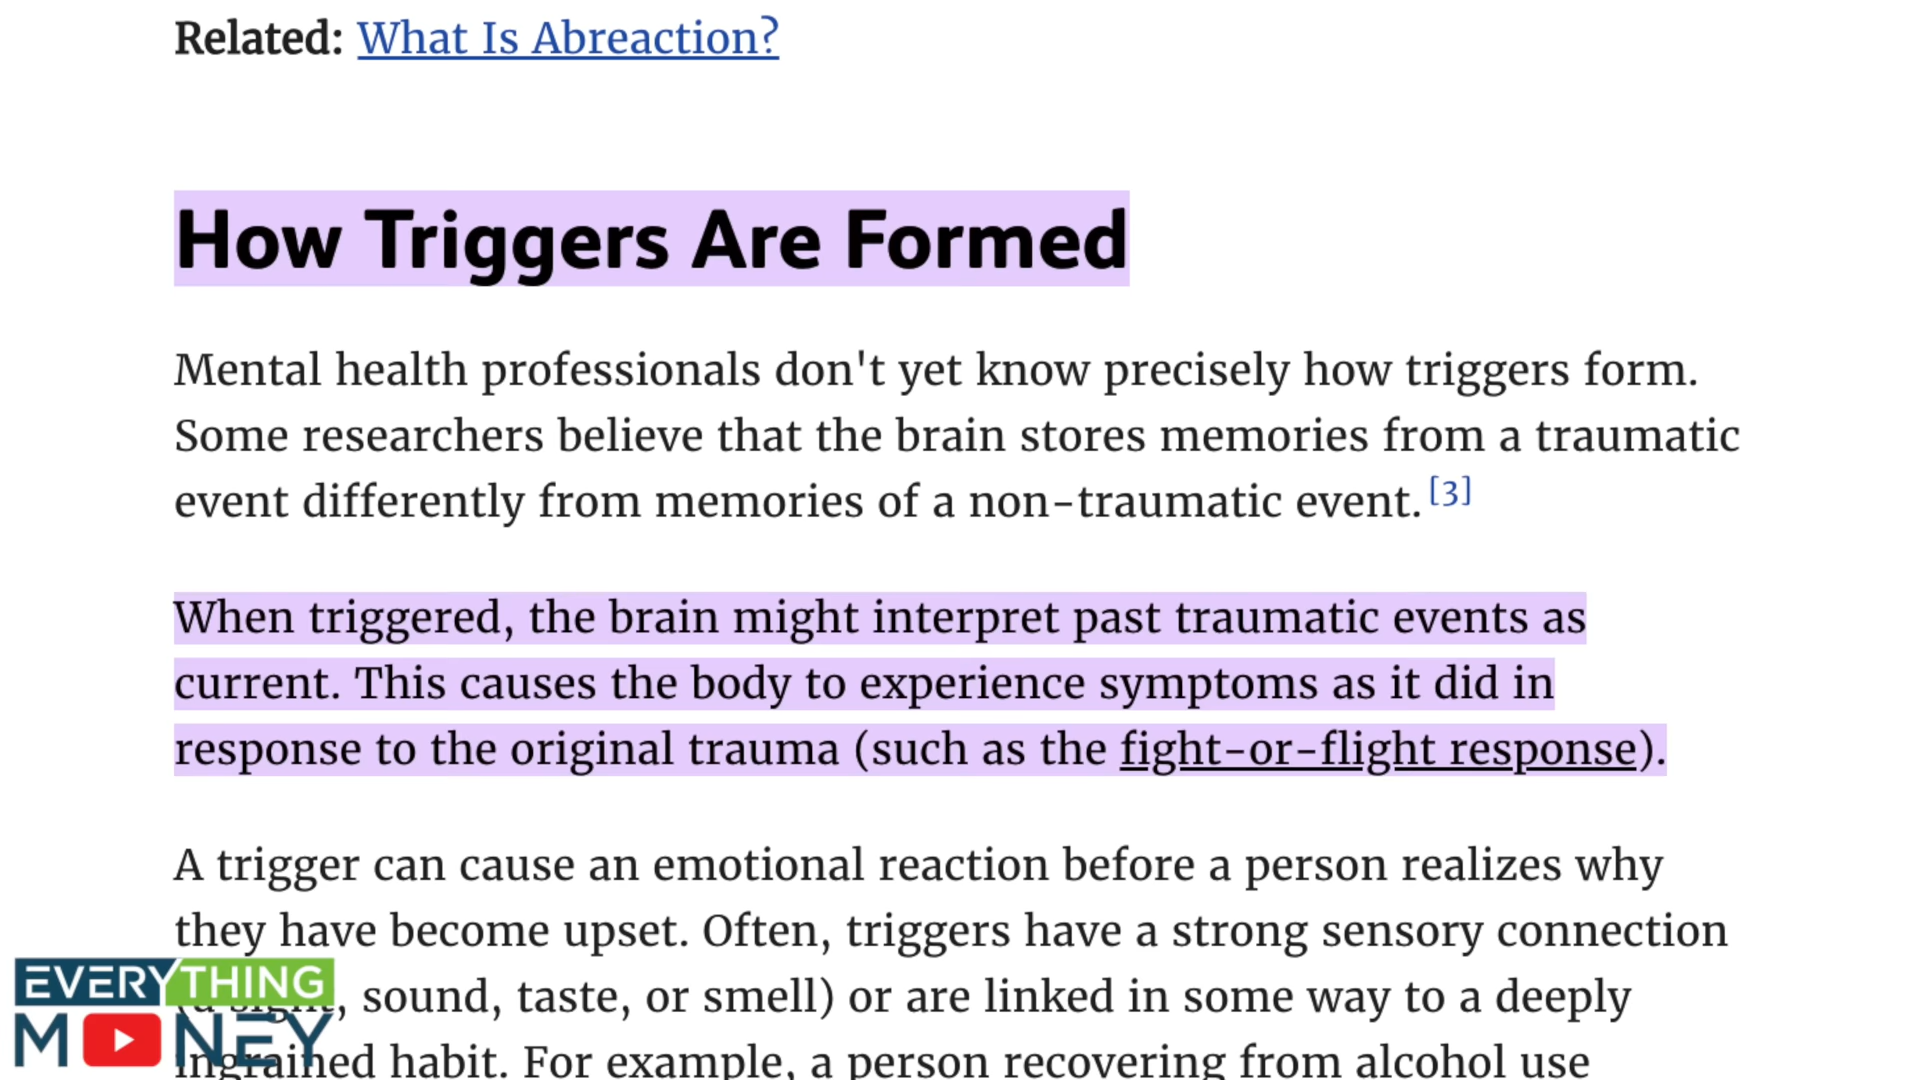 Related: What Is Abreaction?
How Triggers Are Formed
Mental health professionals don't yet know precisely how triggers form.
Some researchers believe that the brain stores memories from a traumatic
event differently from memories of a non-traumatic event.[3]
When triggered, the brain might interpret past traumatic events as
current. This causes the body to experience symptoms as it did in
response to the original trauma (such as the fight-or-flight response).
A trigger can cause an emotional reaction before a person realizes why
they have become upset. Often, triggers have a strong sensory connection
(a sight, sound, taste, or smell) or are linked in some way to a deeply
ingrained habit. For example, a person recovering from alcohol use
EVERYTHING
MONEY